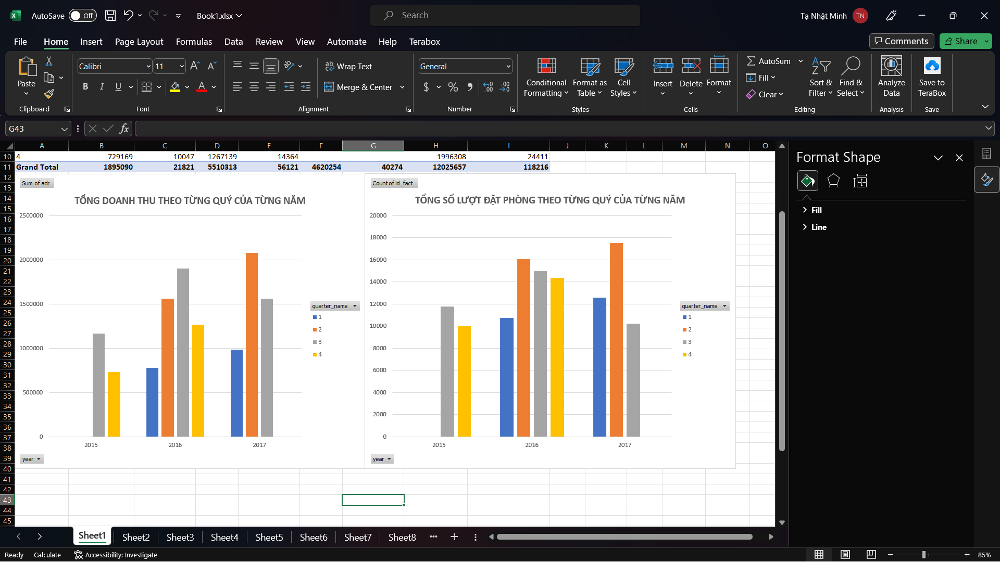 AutoSave Off Book1.xlsx Search Tạ Nhật Minh TN
File Home Insert Page Layout Formulas Data Review View Automate Help Terabox Comments Share
Paste
Clipboard
Calibri 11
B I U A
Font
Wrap Text
Merge & Center
Alignment
General
$ % 9
Number
Conditional Formatting
Format as Table
Cell Styles
Styles
Insert Delete Format
Cells
AutoSum
Fill
Clear
Sort & Filter
Find & Select
Editing
Analyze Data
Analysis
Save to TeraBox
Save
G43 fx
A B C D E F G H I J K L M N O
10 4 729169 10047 1267139 14364 1996308 24411
11 Grand Total 1895090 21821 5510313 56121 4620254 40274 12025657 118216
12
13
14
15
16
17
18
19
20
21
22
23
24
25
26
27
28
29
30
31
32
33
34
35
36
37
38
39
40
41
42
43
44
45
Sum of adr
TỔNG DOANH THU THEO TỪNG QUÝ CỦA TỪNG NĂM
2500000
2000000
1500000
1000000
500000
0
2015 2016 2017
quarter_name
1
2
3
4
year
Count of id_fact
TỔNG SỐ LƯỢT ĐẶT PHÒNG THEO TỪNG QUÝ CỦA TỪNG NĂM
20000
18000
16000
14000
12000
10000
8000
6000
4000
2000
0
2015 2016 2017
quarter_name
1
2
3
4
year
Format Shape
Fill
Line
Sheet1 Sheet2 Sheet3 Sheet4 Sheet5 Sheet6 Sheet7 Sheet8 ...
Ready Calculate Accessibility: Investigate 85%